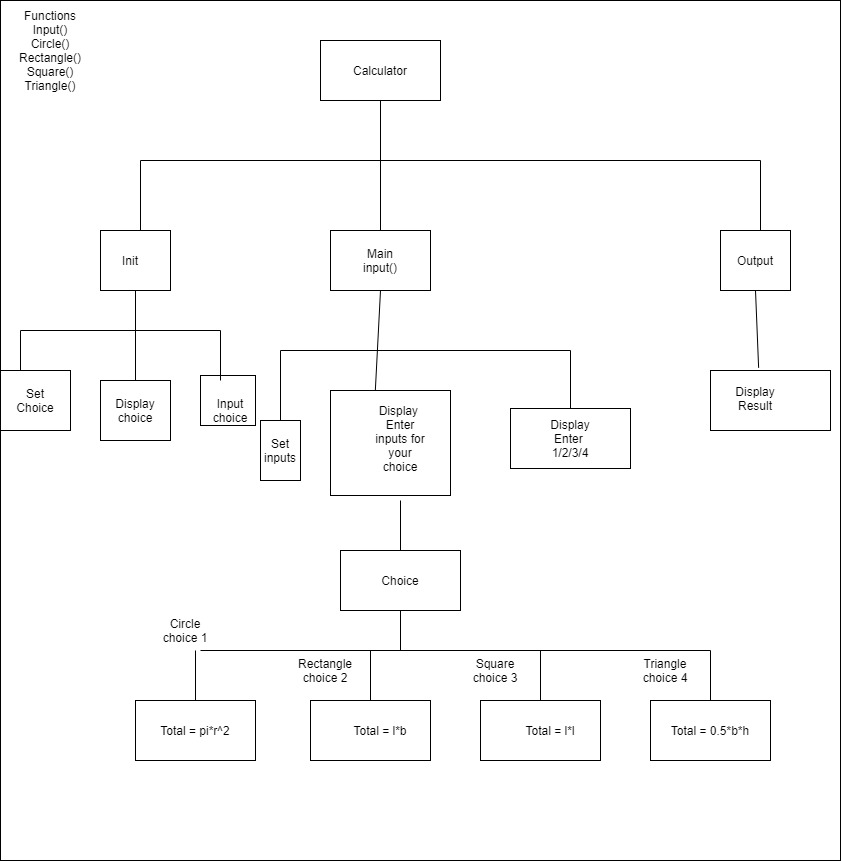 Functions
Input()
Circle()
Rectangle()
Square()
Triangle()
Calculator
Init
Main
input()
Output
Set
Choice
Display
choice
Input
choice
Set
inputs
Display
Enter
inputs for
your
choice
Display
Enter
1/2/3/4
Display
Result
Choice
Circle
choice 1
Rectangle
choice 2
Square
choice 3
Triangle
choice 4
Total = pi*r^2
Total = l*b
Total = l*l
Total = 0.5*b*h